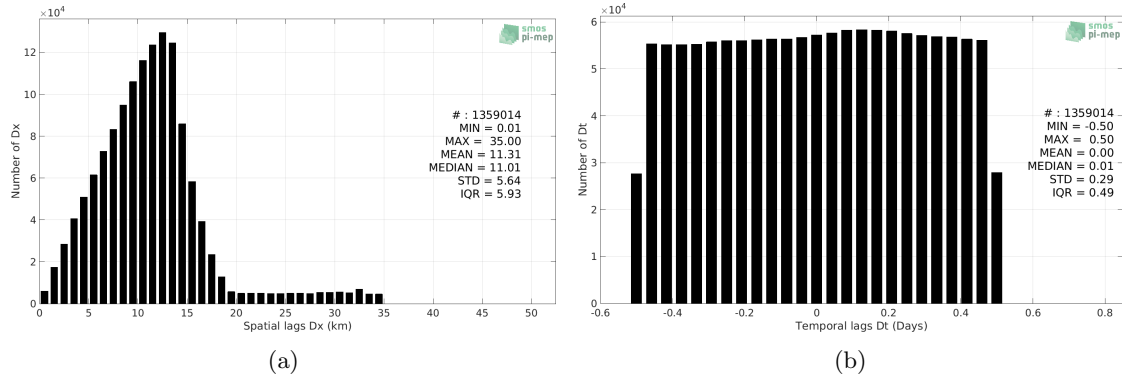 ×10⁴
12
10
8
6
4
2
0
Number of Dx
0 5 10 15 20 25 30 35 40 45 50
Spatial lags Dx (km)
smos
pi-mep
# : 1359014
MIN = 0.01
MAX = 35.00
MEAN = 11.31
MEDIAN = 11.01
STD = 5.64
IQR = 5.93
(a)
×10⁴
6
5
4
3
2
1
0
Number of Dt
-0.6 -0.4 -0.2 0 0.2 0.4 0.6 0.8
Temporal lags Dt (Days)
smos
pi-mep
# : 1359014
MIN = -0.50
MAX = 0.50
MEAN = 0.00
MEDIAN = 0.01
STD = 0.29
IQR = 0.49
(b)